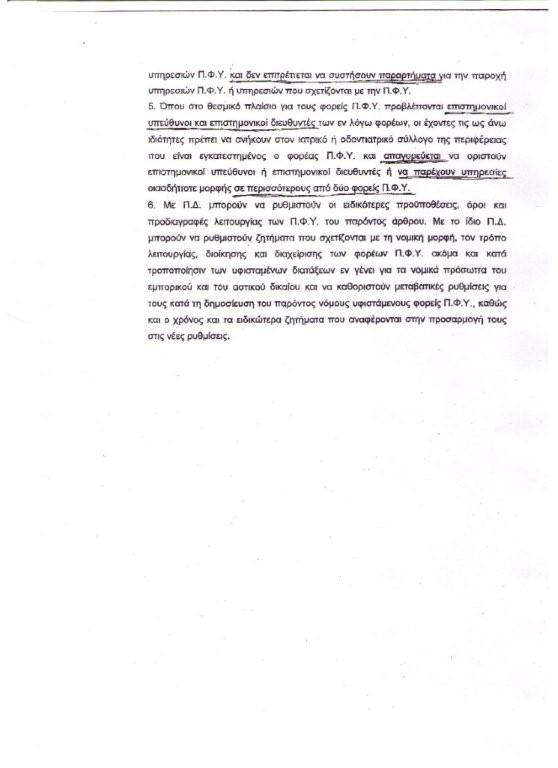 υπηρεσιών Π.Φ.Υ. και δεν επιτρέπεται να συστήσουν παραρτήματα για την παροχή
υπηρεσιών Π.Φ.Υ. ή υπηρεσιών που σχετίζονται με την Π.Φ.Υ.
5. Όπου στο θεσμικό πλαίσιο για τους φορείς Π.Φ.Υ. προβλέπονται επιστημονικοί
υπεύθυνοι και επιστημονικοί διευθυντές των εν λόγω φορέων, οι έχοντες τις ως άνω
ιδιότητες πρέπει να ανήκουν στον ιατρικό ή οδοντιατρικό σύλλογο της περιφέρειας
που είναι εγκατεστημένος ο φορέας Π.Φ.Υ. και απαγορεύεται να οριστούν
επιστημονικοί υπεύθυνοι ή επιστημονικοί διευθυντές ή να παρέχουν υπηρεσίες
οιασδήποτε μορφής σε περισσότερους από δύο φορείς Π.Φ.Υ.
6. Με Π.Δ. μπορούν να ρυθμιστούν οι ειδικότερες προϋποθέσεις, όροι και
προδιαγραφές λειτουργίας των Π.Φ.Υ. του παρόντος άρθρου. Με το ίδιο Π.Δ.
μπορούν να ρυθμιστούν ζητήματα που σχετίζονται με τη νομική μορφή, τον τρόπο
λειτουργίας, διοίκησης και διαχείρισης των φορέων Π.Φ.Υ. ακόμα και κατά
τροποποίησιν των υφισταμένων διατάξεων εν γένει για τα νομικά πρόσωπα του
εμπορικού και του αστικού δικαίου και να καθοριστούν μεταβατικές ρυθμίσεις για
τους κατά τη δημοσίευση του παρόντος νόμους υφιστάμενους φορείς Π.Φ.Υ., καθώς
και ο χρόνος και τα ειδικώτερα ζητήματα που αναφέρονται στην προσαρμογή τους
στις νέες ρυθμίσεις.